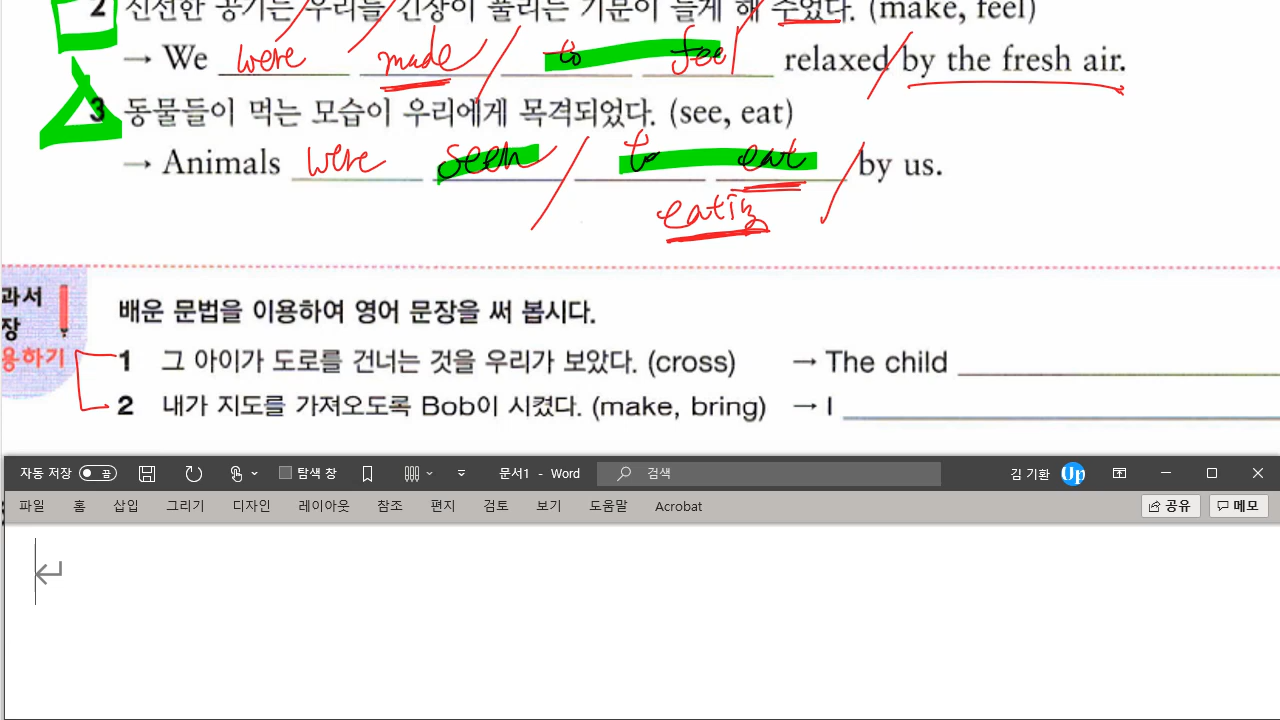 2 신선한 공기는 우리를 긴장이 풀리는 기분이 들게 해 주었다. (make, feel)
→ We were made to feel relaxed by the fresh air.
3 동물들이 먹는 모습이 우리에게 목격되었다. (see, eat)
→ Animals were seen to eat by us.
eating
과서
장
용하기
배운 문법을 이용하여 영어 문장을 써 봅시다.
1 그 아이가 도로를 건너는 것을 우리가 보았다. (cross) → The child
2 내가 지도를 가져오도록 Bob이 시켰다. (make, bring) → I
자동 저장 끔 탐색 창 문서1 - Word 검색 김 기환 Up
파일 홈 삽입 그리기 디자인 레이아웃 참조 편지 검토 보기 도움말 Acrobat 공유 메모